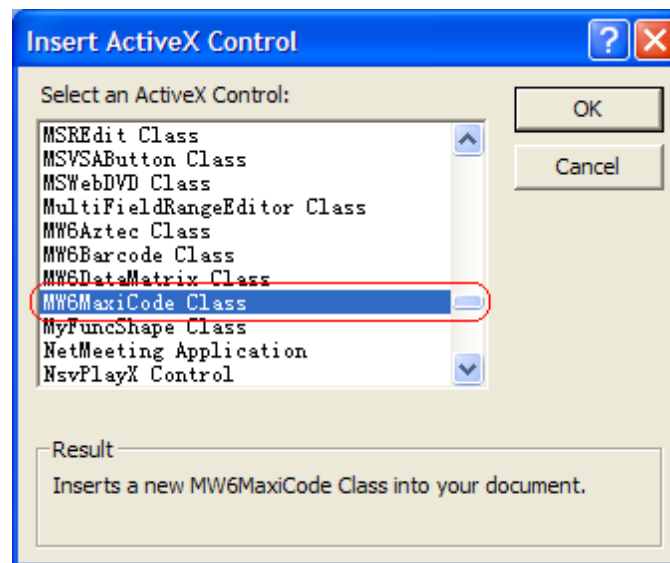 Insert ActiveX Control
Select an ActiveX Control:
OK
Cancel
MSREdit Class
MSVSAButton Class
MSWebDVD Class
MultiFieldRangeEditor Class
MW6Aztec Class
MW6Barcode Class
MW6DataMatrix Class
MW6MaxiCode Class
MyFuncShape Class
NetMeeting Application
NsvPlayX Control
Result
Inserts a new MW6MaxiCode Class into your document.